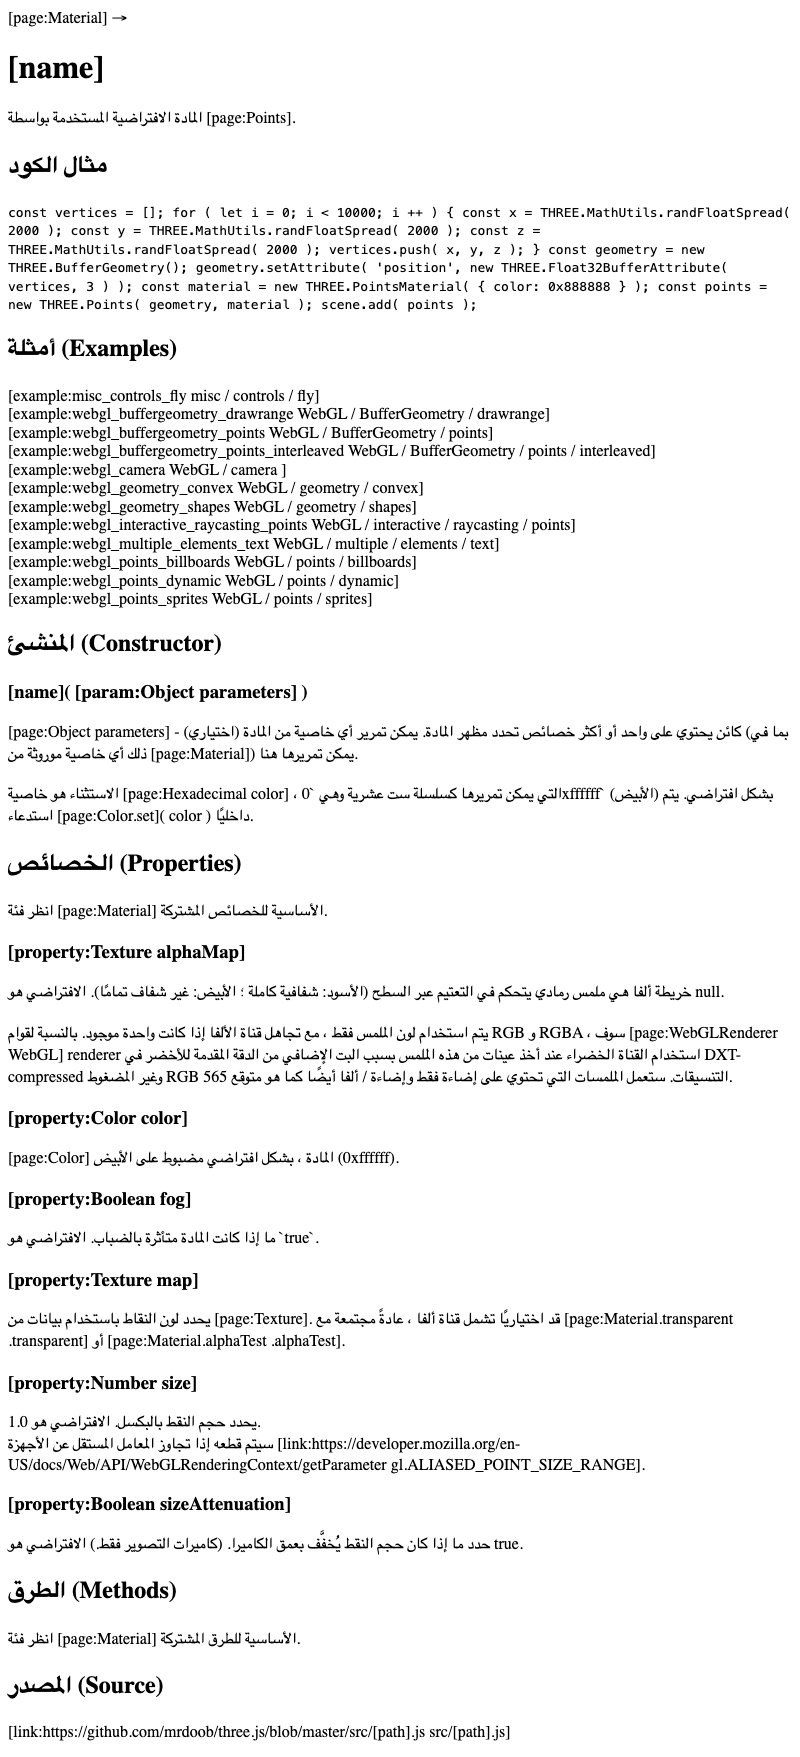 [page:Material] →
[name]
المادة الافتراضية المستخدمة بواسطة [page:Points].
مثال الكود
const vertices = []; for ( let i = 0; i < 10000; i ++ ) { const x = THREE.MathUtils.randFloatSpread(
2000 ); const y = THREE.MathUtils.randFloatSpread( 2000 ); const z =
THREE.MathUtils.randFloatSpread( 2000 ); vertices.push( x, y, z ); } const geometry = new
THREE.BufferGeometry(); geometry.setAttribute( 'position', new THREE.Float32BufferAttribute(
vertices, 3 ) ); const material = new THREE.PointsMaterial( { color: 0x888888 } ); const points =
new THREE.Points( geometry, material ); scene.add( points );
أمثلة (Examples)
[example:misc_controls_fly misc / controls / fly]
[example:webgl_buffergeometry_drawrange WebGL / BufferGeometry / drawrange]
[example:webgl_buffergeometry_points WebGL / BufferGeometry / points]
[example:webgl_buffergeometry_points_interleaved WebGL / BufferGeometry / points / interleaved]
[example:webgl_camera WebGL / camera ]
[example:webgl_geometry_convex WebGL / geometry / convex]
[example:webgl_geometry_shapes WebGL / geometry / shapes]
[example:webgl_interactive_raycasting_points WebGL / interactive / raycasting / points]
[example:webgl_multiple_elements_text WebGL / multiple / elements / text]
[example:webgl_points_billboards WebGL / points / billboards]
[example:webgl_points_dynamic WebGL / points / dynamic]
[example:webgl_points_sprites WebGL / points / sprites]
المنشئ (Constructor)
[name]( [param:Object parameters] )
[page:Object parameters] - (اختياري) كائن يحتوي على واحد أو أكثر خصائص تحدد مظهر المادة. يمكن تمرير أي خاصية من المادة (بما في
ذلك أي خاصية موروثة من [page:Material]) يمكن تمريرها هنا.
الاستثناء هو خاصية [page:Hexadecimal color] ، التي يمكن تمريرها كسلسلة ست عشرية وهي `0xffffff` (الأبيض) بشكل افتراضي. يتم
استدعاء [page:Color.set]( color ) داخليًا.
الخصائص (Properties)
انظر فئة [page:Material] الأساسية للخصائص المشتركة.
[property:Texture alphaMap]
خريطة ألفا هي ملمس رمادي يتحكم في التعتيم عبر السطح (الأسود: شفافية كاملة ؛ الأبيض: غير شفاف تمامًا). الافتراضي هو null.
يتم استخدام لون الملمس فقط ، مع تجاهل قناة الألفا إذا كانت واحدة موجود. بالنسبة لقوام RGB و RGBA ، سوف [page:WebGLRenderer
WebGL] renderer استخدام القناة الخضراء عند أخذ عينات من هذه الملمس بسبب البت الإضافي من الدقة المقدمة للأخضر في DXT-
compressed وغير المضغوط RGB 565 التنسيقات. ستعمل الملمسات التي تحتوي على إضاءة فقط وإضاءة / ألفا أيضًا كما هو متوقع.
[property:Color color]
[page:Color] المادة ، بشكل افتراضي مضبوط على الأبيض (0xffffff).
[property:Boolean fog]
ما إذا كانت المادة متأثرة بالضباب. الافتراضي هو `true`.
[property:Texture map]
يحدد لون النقاط باستخدام بيانات من [page:Texture]. قد اختياريًا تشمل قناة ألفا ، عادةً مجتمعة مع [page:Material.transparent
.transparent] أو [page:Material.alphaTest .alphaTest].
[property:Number size]
يحدد حجم النقط بالبكسل. الافتراضي هو 1.0.
سيتم قطعه إذا تجاوز المعامل المستقل عن الأجهزة [link:https://developer.mozilla.org/en-
US/docs/Web/API/WebGLRenderingContext/getParameter gl.ALIASED_POINT_SIZE_RANGE].
[property:Boolean sizeAttenuation]
حدد ما إذا كان حجم النقط يُخفَّف بعمق الكاميرا. (كاميرات التصوير فقط.) الافتراضي هو true.
الطرق (Methods)
انظر فئة [page:Material] الأساسية للطرق المشتركة.
المصدر (Source)
[link:https://github.com/mrdoob/three.js/blob/master/src/[path].js src/[path].js]